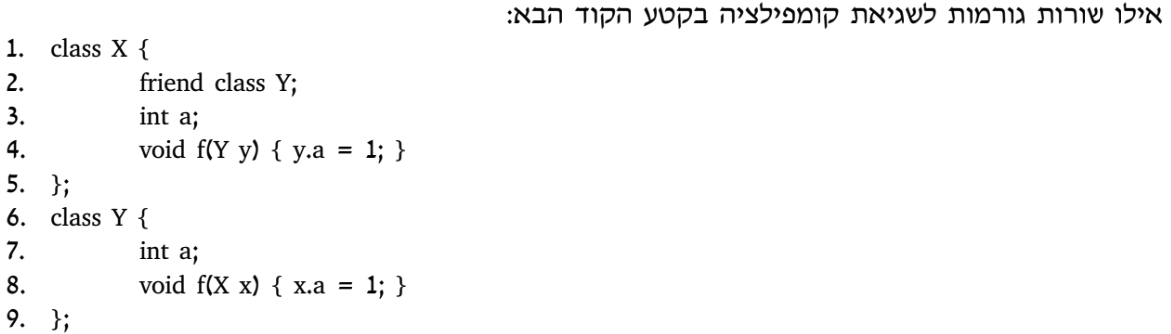 אילו שורות גורמות לשגיאת קומפילציה בקטע הקוד הבא:
1. class X {
2. friend class Y;
3. int a;
4. void f(Y y) { y.a = 1; }
5. };
6. class Y {
7. int a;
8. void f(X x) { x.a = 1; }
9. };